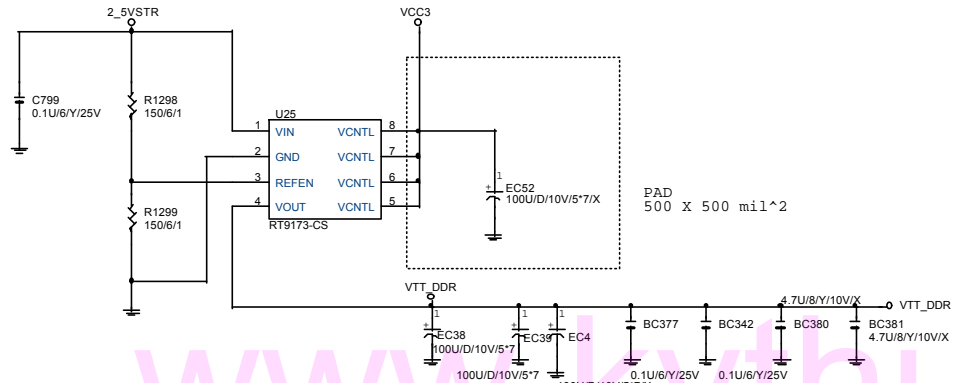 2_5VSTR
VCC3
C799
0.1U/6/Y/25V
R1298
150/6/1
U25
1 VIN VCNTL 8
2 GND VCNTL 7
3 REFEN VCNTL 6
4 VOUT VCNTL 5
RT9173-CS
R1299
150/6/1
1
+
EC52
100U/D/10V/5*7/X
PAD
500 X 500 mil^2
VTT_DDR
4.7U/8/Y/10V/X
VTT_DDR
1
+
EC38
100U/D/10V/5*7
1
+
EC39
100U/D/10V/5*7
1
+
EC4
BC377
0.1U/6/Y/25V
BC342
0.1U/6/Y/25V
BC380
BC381
4.7U/8/Y/10V/X